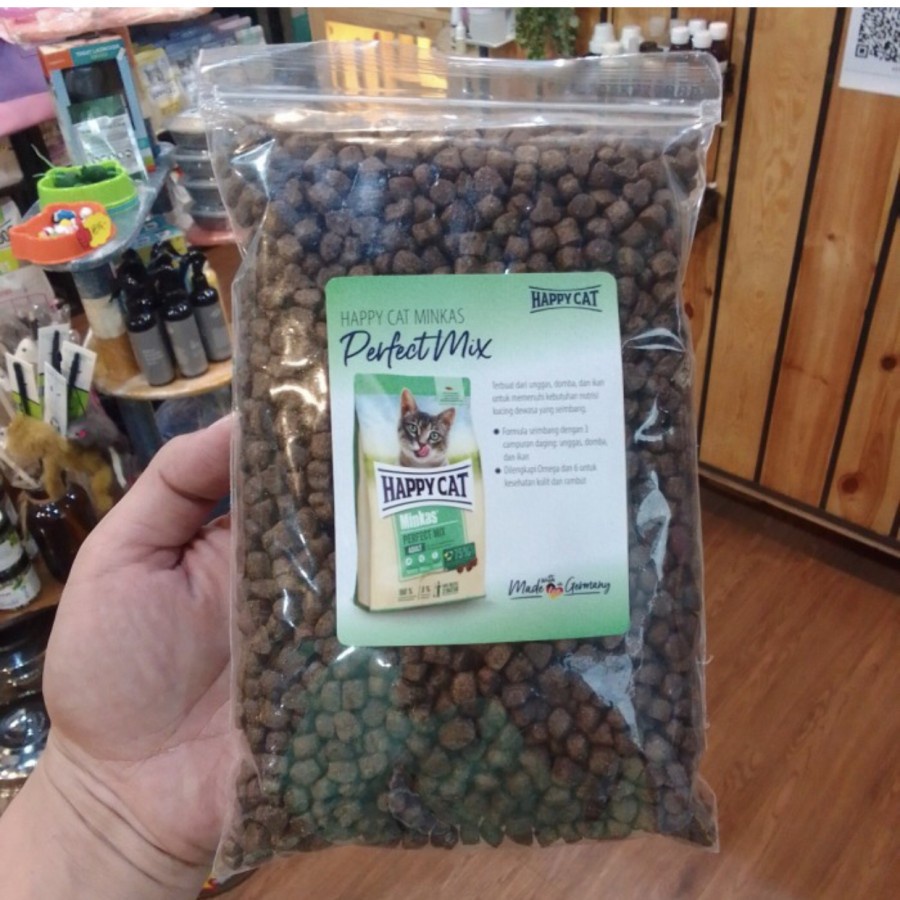 HAPPY CAT
HAPPY CAT MINKAS
Perfect Mix
Terbuat dari unggas, domba, dan ikan
untuk memenuhi kebutuhan nutrisi
kucing dewasa yang seimbang.
Formula seimbang dengan 3
campuran daging: unggas, domba,
dan ikan
Dilengkapi Omega dan 6 untuk
kesehatan kulit dan rambut
HAPPY CAT
Minkas
PERFECT MIX
ADULT
Made in Germany